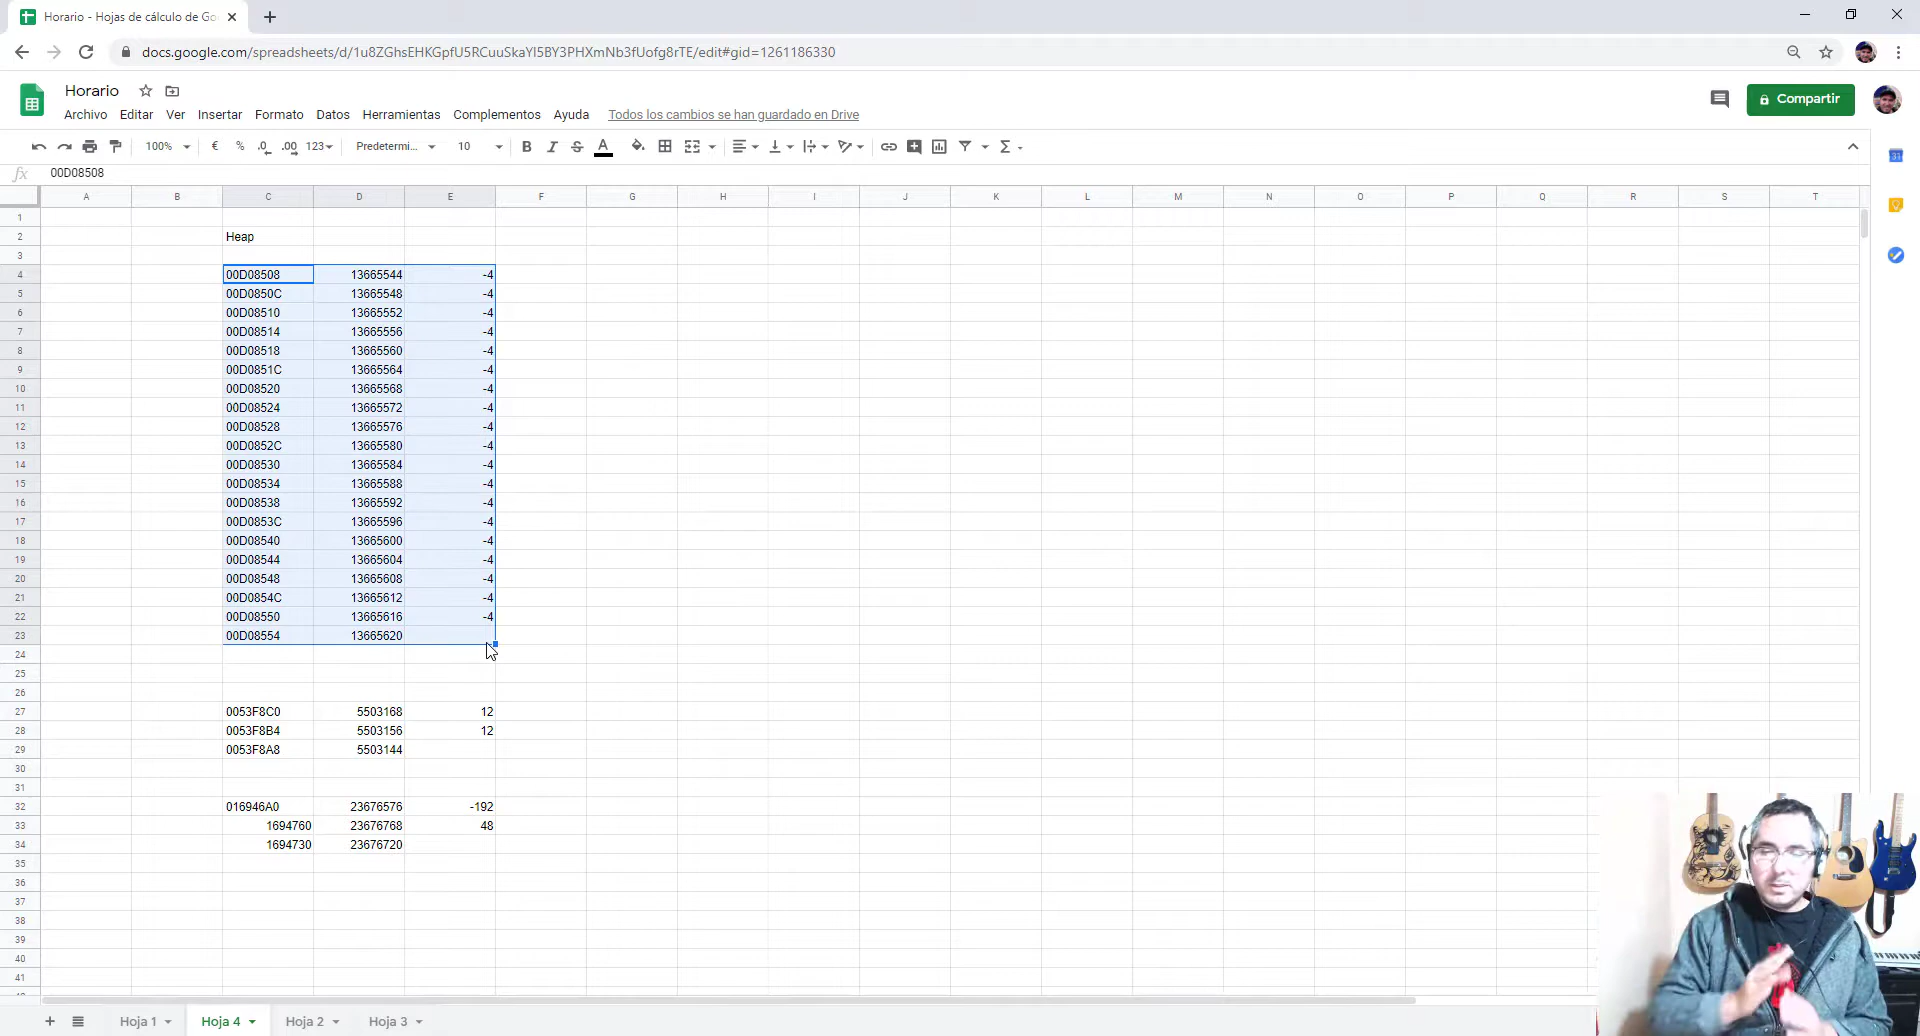 Horario - Hojas de cálculo de Go
docs.google.com/spreadsheets/d/1u8ZGhsEHKGpfU5RCuuSkaYI5BY3PHXmNb3fUofg8rTE/edit#gid=1261186330
Horario
Archivo Editar Ver Insertar Formato Datos Herramientas Complementos Ayuda Todos los cambios se han guardado en Drive
Compartir
100% € % .0 .00 123 Predetermi... 10 B I S A Σ
31
fx 00D08508
A B C D E F G H I J K L M N O P Q R S T
1
2 Heap
3
4 00D08508 13665544 -4
5 00D0850C 13665548 -4
6 00D08510 13665552 -4
7 00D08514 13665556 -4
8 00D08518 13665560 -4
9 00D0851C 13665564 -4
10 00D08520 13665568 -4
11 00D08524 13665572 -4
12 00D08528 13665576 -4
13 00D0852C 13665580 -4
14 00D08530 13665584 -4
15 00D08534 13665588 -4
16 00D08538 13665592 -4
17 00D0853C 13665596 -4
18 00D08540 13665600 -4
19 00D08544 13665604 -4
20 00D08548 13665608 -4
21 00D0854C 13665612 -4
22 00D08550 13665616 -4
23 00D08554 13665620
24
25
26
27 0053F8C0 5503168 12
28 0053F8B4 5503156 12
29 0053F8A8 5503144
30
31
32 016946A0 23676576 -192
33 1694760 23676768 48
34 1694730 23676720
35
36
37
38
39
40
41
Hoja 1 Hoja 4 Hoja 2 Hoja 3